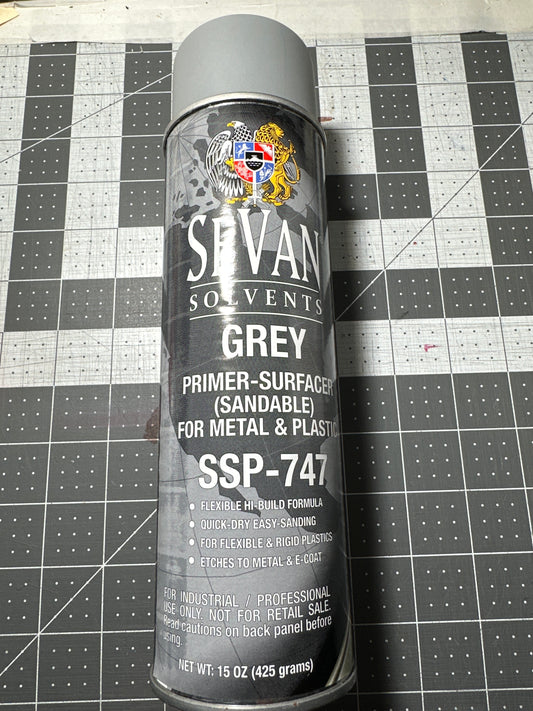 SEVAN
SOLVENTS
GREY
PRIMER-SURFACER
(SANDABLE)
FOR METAL & PLASTIC
SSP-747
• FLEXIBLE HI-BUILD FORMULA
• QUICK-DRY EASY-SANDING
• FOR FLEXIBLE & RIGID PLASTICS
• ETCHES TO METAL & E-COAT
FOR INDUSTRIAL / PROFESSIONAL
USE ONLY. NOT FOR RETAIL SALE.
Read cautions on back panel before
using.
NET WT: 15 OZ (425 grams)